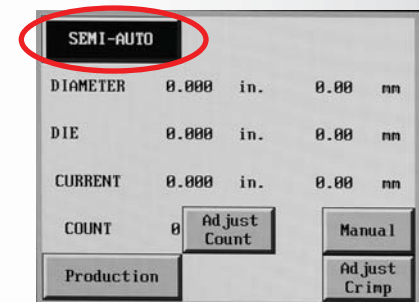 SEMI-AUTO
DIAMETER 0.000 in. 0.00 mm
DIE 0.000 in. 0.00 mm
CURRENT 0.000 in. 0.00 mm
COUNT 0 Adjust Count Manual
Production Adjust Crimp